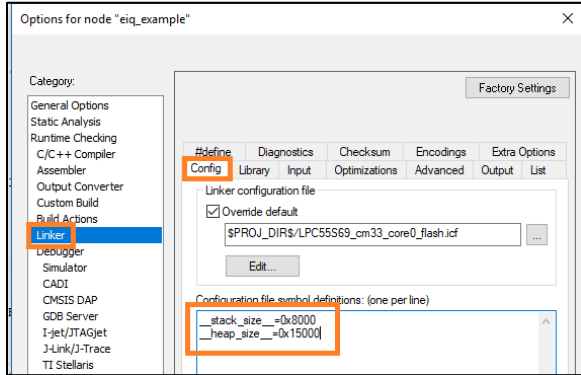 Options for node "eiq_example"
Category:
Factory Settings
General Options
Static Analysis
Runtime Checking
C/C++ Compiler
Assembler
Output Converter
Custom Build
Build Actions
Linker
Debugger
Simulator
CADI
CMSIS DAP
GDB Server
I-jet/JTAGjet
J-Link/J-Trace
TI Stellaris
#define Diagnostics Checksum Encodings Extra Options
Config Library Input Optimizations Advanced Output List
Linker configuration file
Override default
$PROJ_DIR$/LPC55S69_cm33_core0_flash.icf
...
Edit...
Configuration file symbol definitions: (one per line)
__stack_size__=0x8000
__heap_size__=0x15000